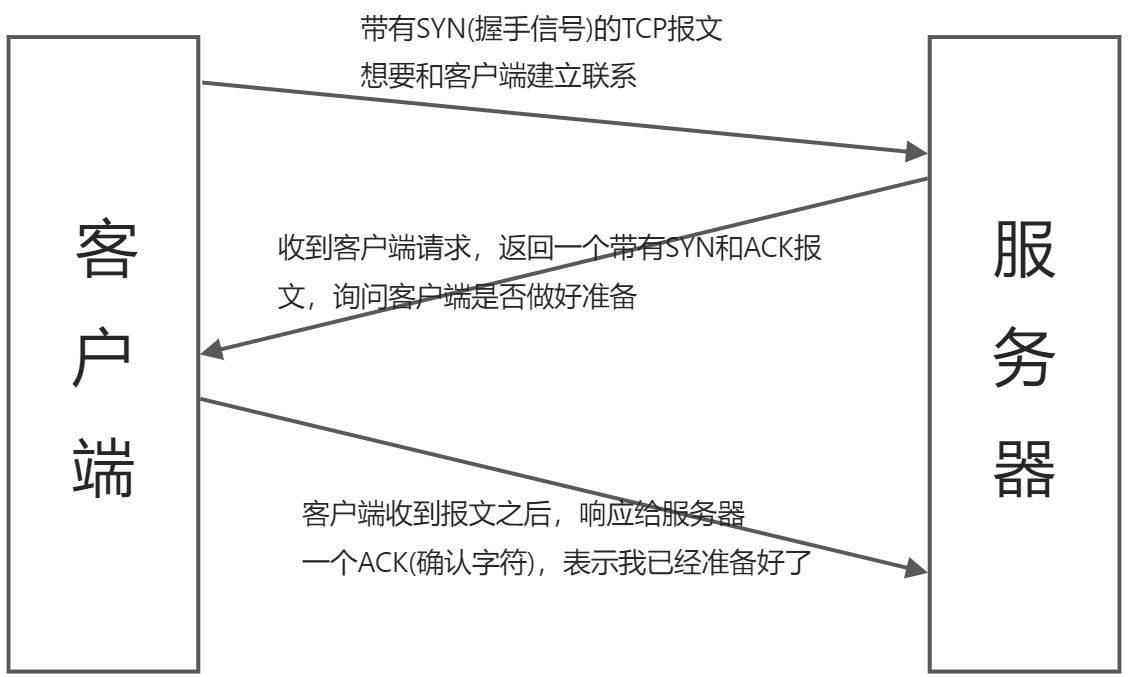 带有SYN(握手信号)的TCP报文
想要和客户端建立联系
客户端
服务器
收到客户端请求，返回一个带有SYN和ACK报
文，询问客户端是否做好准备
客户端收到报文之后，响应给服务器
一个ACK(确认字符)，表示我已经准备好了